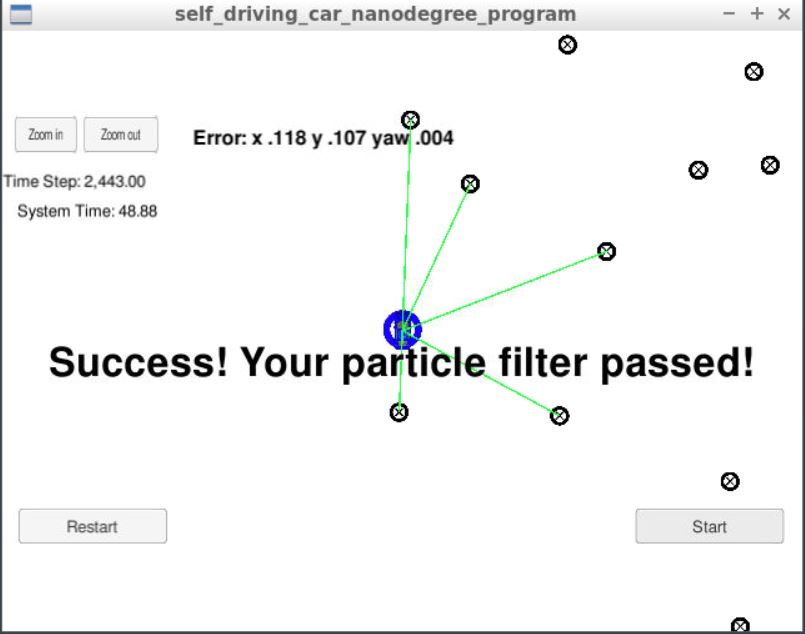 self_driving_car_nanodegree_program
Zoom in
Zoom out
Error: x .118 y .107 yaw .004
Time Step: 2,443.00
System Time: 48.88
Success! Your particle filter passed!
Restart
Start